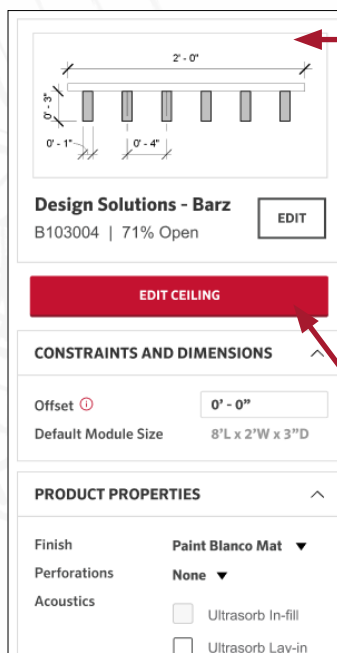 2' - 0"
0' - 3"
0' - 1"
0' - 4"
Design Solutions - Barz
B103004 | 71% Open
EDIT
EDIT CEILING
CONSTRAINTS AND DIMENSIONS
Offset
0’ - 0”
Default Module Size
8’L x 2’W x 3”D
PRODUCT PROPERTIES
Finish
Paint Blanco Mat
Perforations
None
Acoustics
Ultrasorb In-fill
Ultrasorb Lay-in